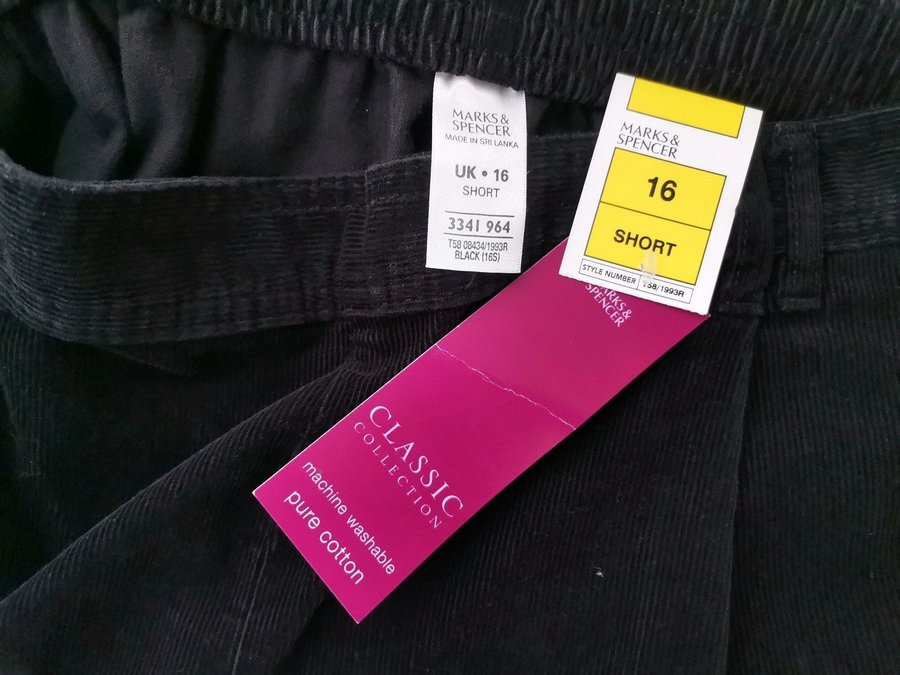 MARKS &
SPENCER
MADE IN SRI LANKA
UK • 16
SHORT
3341 964
T58 08434/1993R
BLACK (16S)
MARKS &
SPENCER
16
SHORT
STYLE NUMBER T58/1993R
MARKS &
SPENCER
CLASSIC
COLLECTION
machine washable
pure cotton